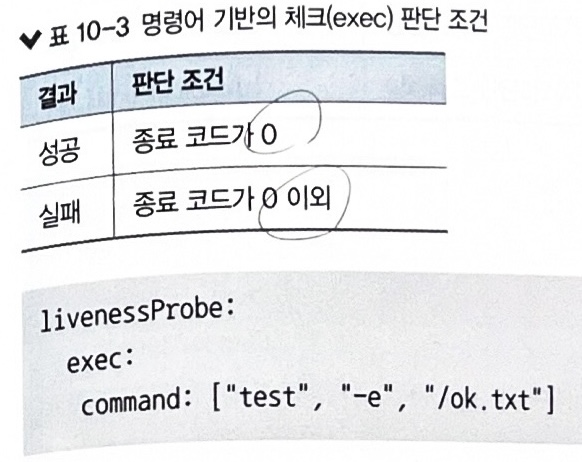 ✔ 표 10-3 명령어 기반의 체크(exec) 판단 조건
결과 판단 조건
성공 종료 코드가 0
실패 종료 코드가 0 이외
livenessProbe:
  exec:
   command: ["test", "-e", "/ok.txt"]